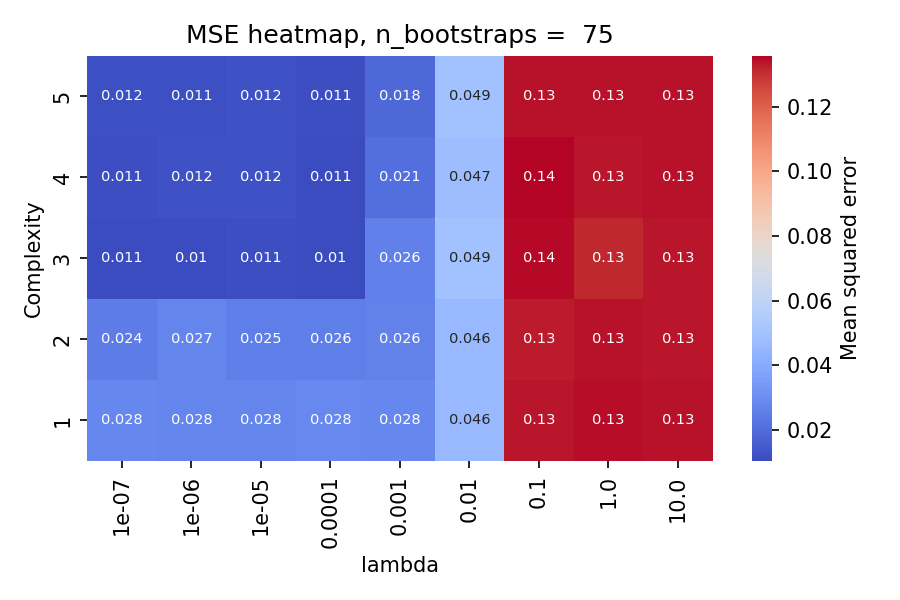 MSE heatmap, n_bootstraps =  75
Complexity
5
0.012 0.011 0.012 0.011 0.018 0.049 0.13 0.13 0.13
4
0.011 0.012 0.012 0.011 0.021 0.047 0.14 0.13 0.13
3
0.011 0.01 0.011 0.01 0.026 0.049 0.14 0.13 0.13
2
0.024 0.027 0.025 0.026 0.026 0.046 0.13 0.13 0.13
1
0.028 0.028 0.028 0.028 0.028 0.046 0.13 0.13 0.13
1e-07 1e-06 1e-05 0.0001 0.001 0.01 0.1 1.0 10.0
lambda
0.12
0.10
0.08
0.06
0.04
0.02
Mean squared error